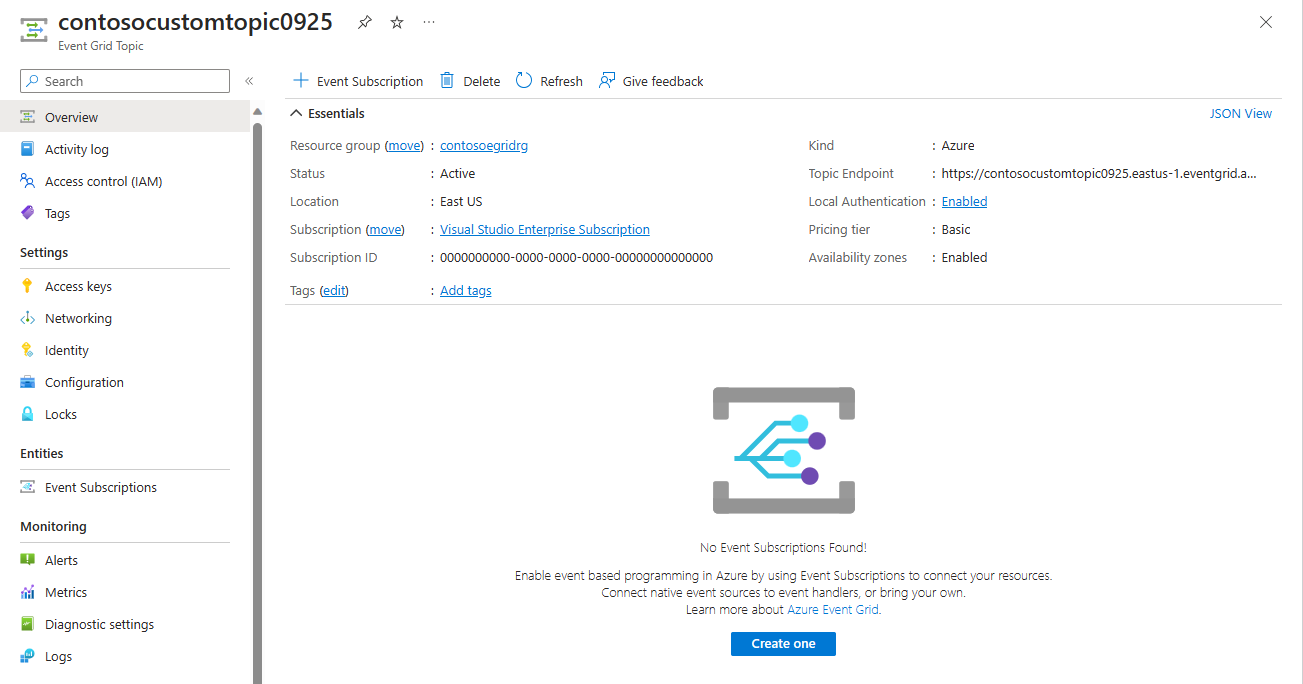 contosocustomtopic0925
Event Grid Topic
Search
Overview
Activity log
Access control (IAM)
Tags
Settings
Access keys
Networking
Identity
Configuration
Locks
Entities
Event Subscriptions
Monitoring
Alerts
Metrics
Diagnostic settings
Logs
Event Subscription Delete Refresh Give feedback
Essentials JSON View
Resource group (move) : contosoegridrg
Status : Active
Location : East US
Subscription (move) : Visual Studio Enterprise Subscription
Subscription ID : 0000000000-0000-0000-0000-00000000000000
Tags (edit) : Add tags
Kind : Azure
Topic Endpoint : https://contosocustomtopic0925.eastus-1.eventgrid.a...
Local Authentication : Enabled
Pricing tier : Basic
Availability zones : Enabled
No Event Subscriptions Found!
Enable event based programming in Azure by using Event Subscriptions to connect your resources.
Connect native event sources to event handlers, or bring your own.
Learn more about Azure Event Grid.
Create one